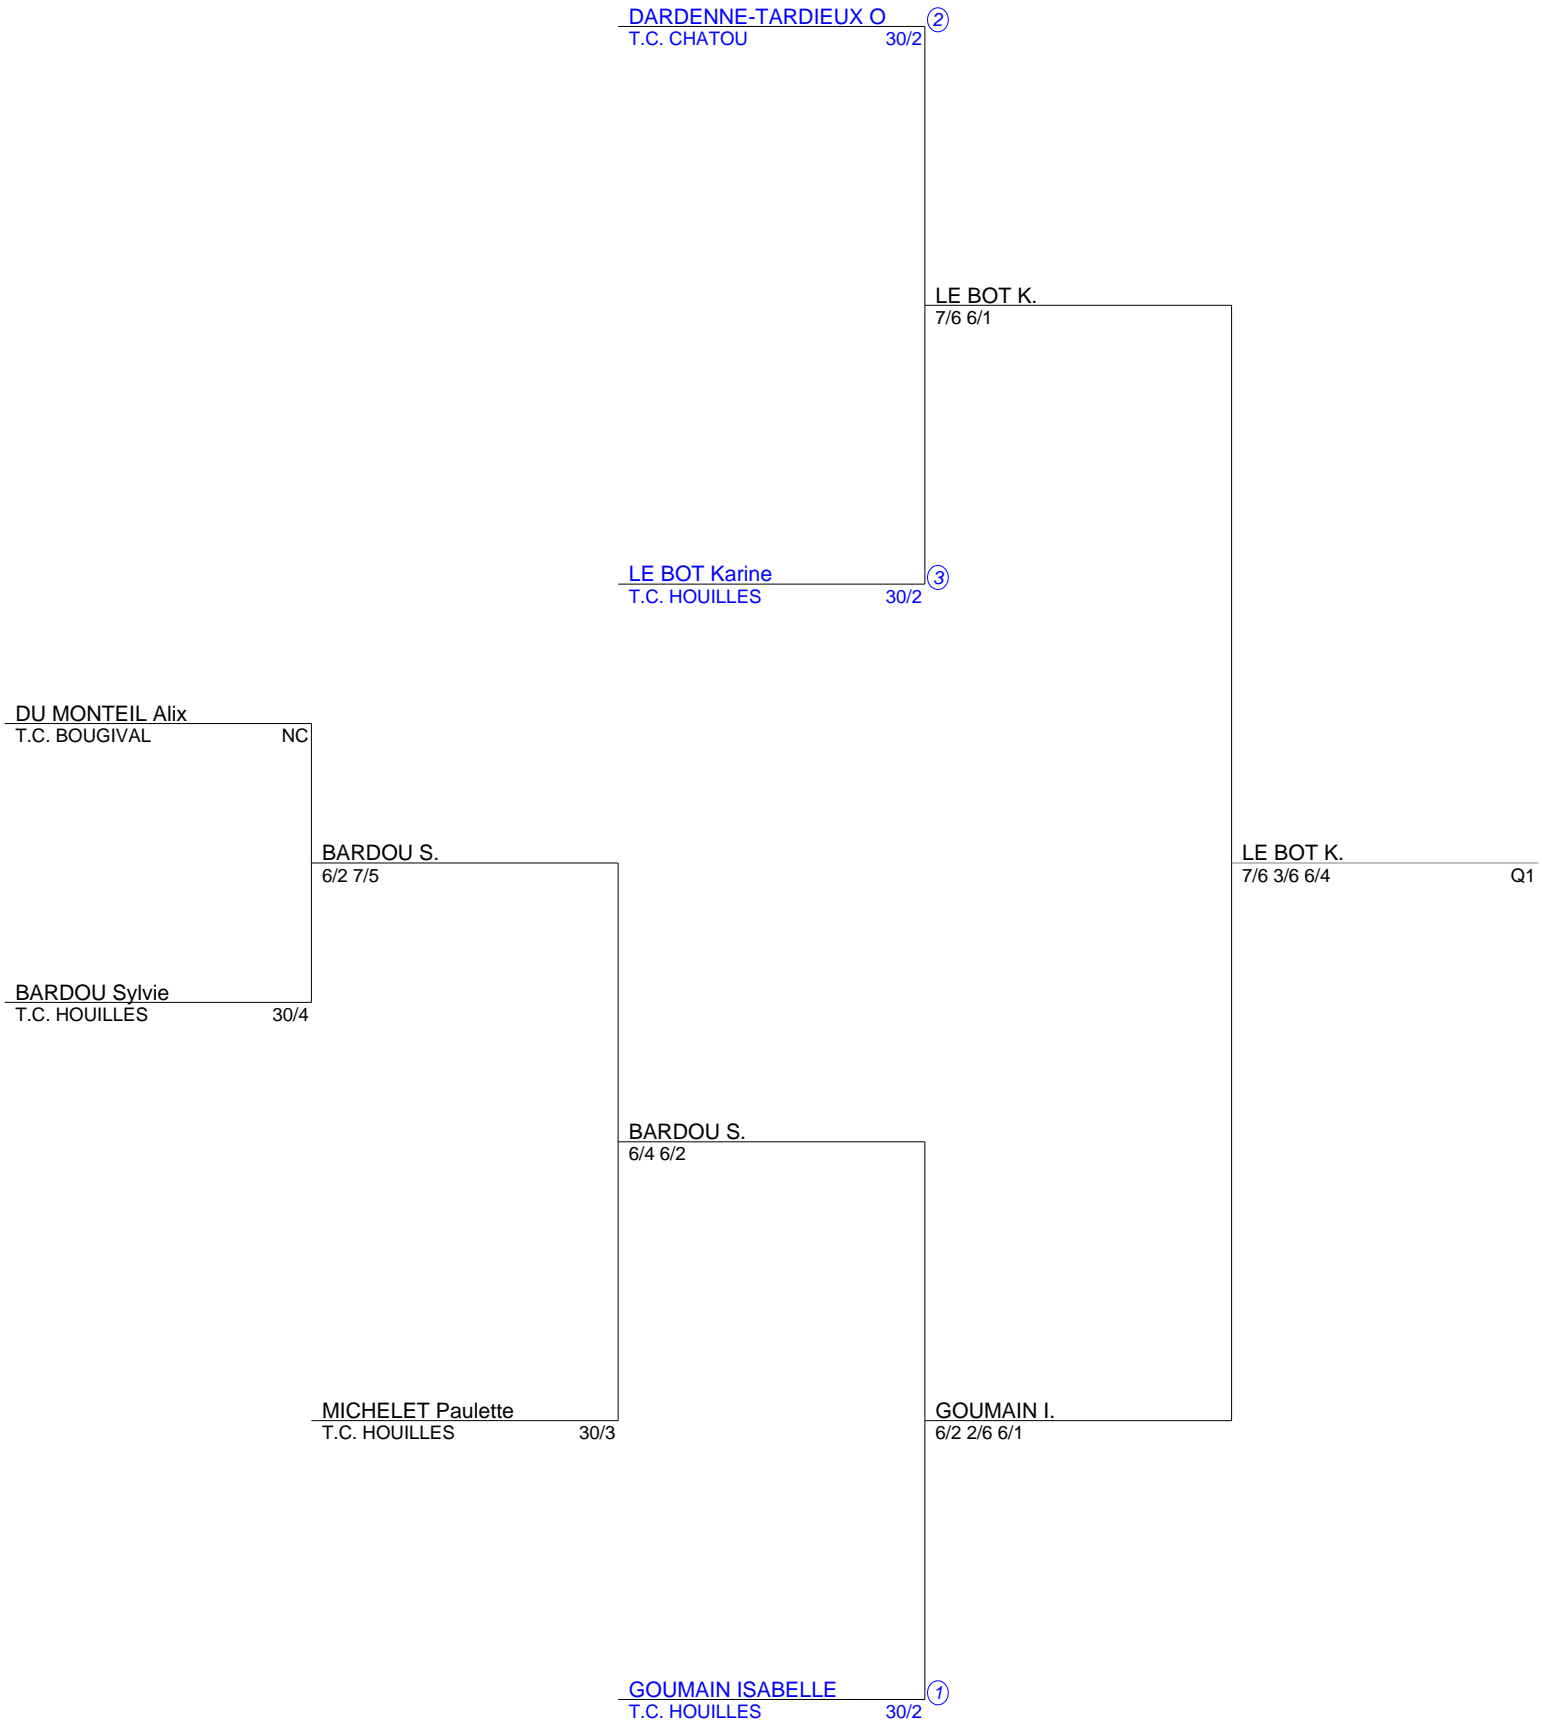 DARDENNE-TARDIEUX O 2
T.C. CHATOU 30/2
LE BOT K.
7/6 6/1
LE BOT Karine 3
T.C. HOUILLES 30/2
DU MONTEIL Alix
T.C. BOUGIVAL NC
BARDOU S.
6/2 7/5
LE BOT K.
7/6 3/6 6/4 Q1
BARDOU Sylvie
T.C. HOUILLES 30/4
BARDOU S.
6/4 6/2
MICHELET Paulette
T.C. HOUILLES 30/3
GOUMAIN I.
6/2 2/6 6/1
GOUMAIN ISABELLE 1
T.C. HOUILLES 30/2